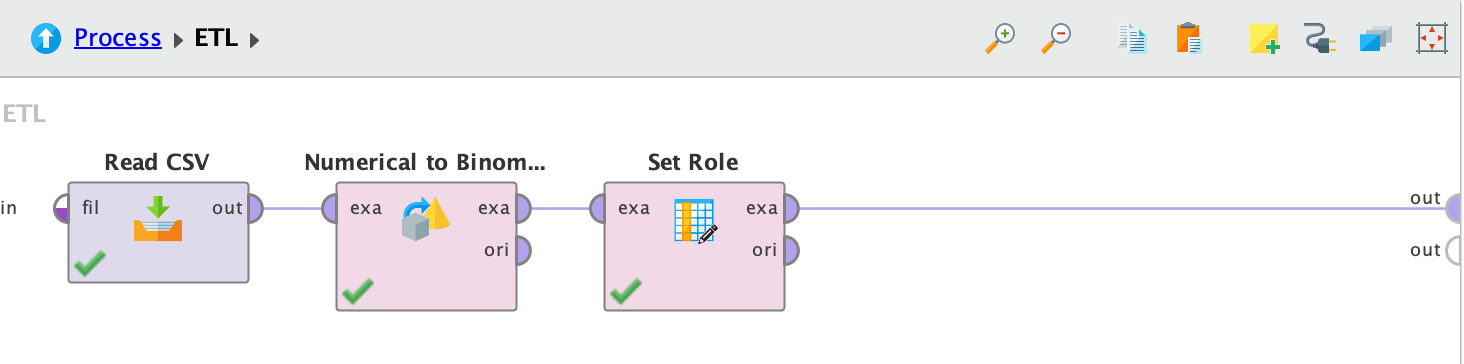 Process ETL
ETL
Read CSV Numerical to Binom... Set Role
in fil out exa exa exa exa out
ori ori out